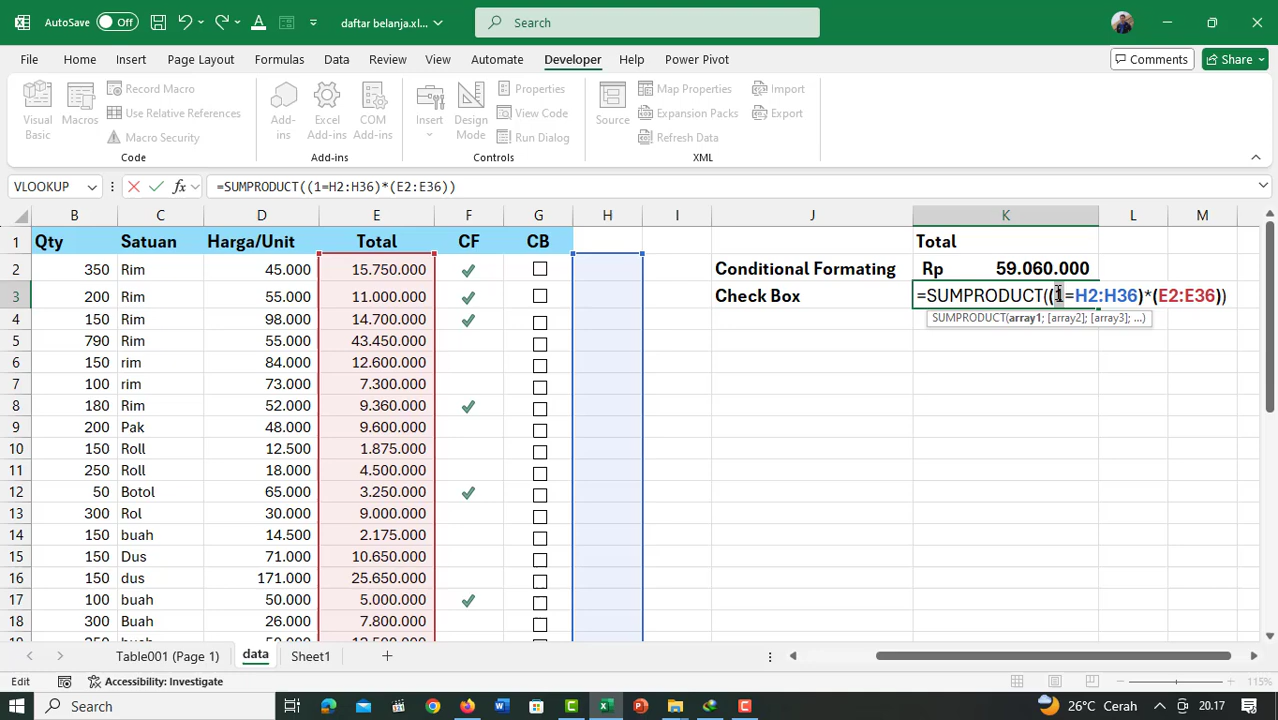 AutoSave Off daftar belanja.xl... Search
File Home Insert Page Layout Formulas Data Review View Automate Developer Help Power Pivot Comments Share
Visual Basic Macros Record Macro Use Relative References Macro Security Add-ins Excel Add-ins COM Add-ins Insert Design Mode Properties View Code Run Dialog Source Map Properties Expansion Packs Refresh Data Import Export
Code Add-ins Controls XML
VLOOKUP fx =SUMPRODUCT((1=H2:H36)*(E2:E36))
B C D E F G H I J K L M
1 Qty Satuan Harga/Unit Total CF CB Total
2 350 Rim 45.000 15.750.000 Conditional Formating Rp 59.060.000
3 200 Rim 55.000 11.000.000 Check Box =SUMPRODUCT((1=H2:H36)*(E2:E36))
SUMPRODUCT(array1; [array2]; [array3]; ...)
4 150 Rim 98.000 14.700.000
5 790 Rim 55.000 43.450.000
6 150 rim 84.000 12.600.000
7 100 rim 73.000 7.300.000
8 180 Rim 52.000 9.360.000
9 200 Pak 48.000 9.600.000
10 150 Roll 12.500 1.875.000
11 250 Roll 18.000 4.500.000
12 50 Botol 65.000 3.250.000
13 300 Rol 30.000 9.000.000
14 150 buah 14.500 2.175.000
15 150 Dus 71.000 10.650.000
16 150 dus 171.000 25.650.000
17 100 buah 50.000 5.000.000
18 300 Buah 26.000 7.800.000
Table001 (Page 1) data Sheet1
Edit Accessibility: Investigate 115%
Search 26°C Cerah 20.17